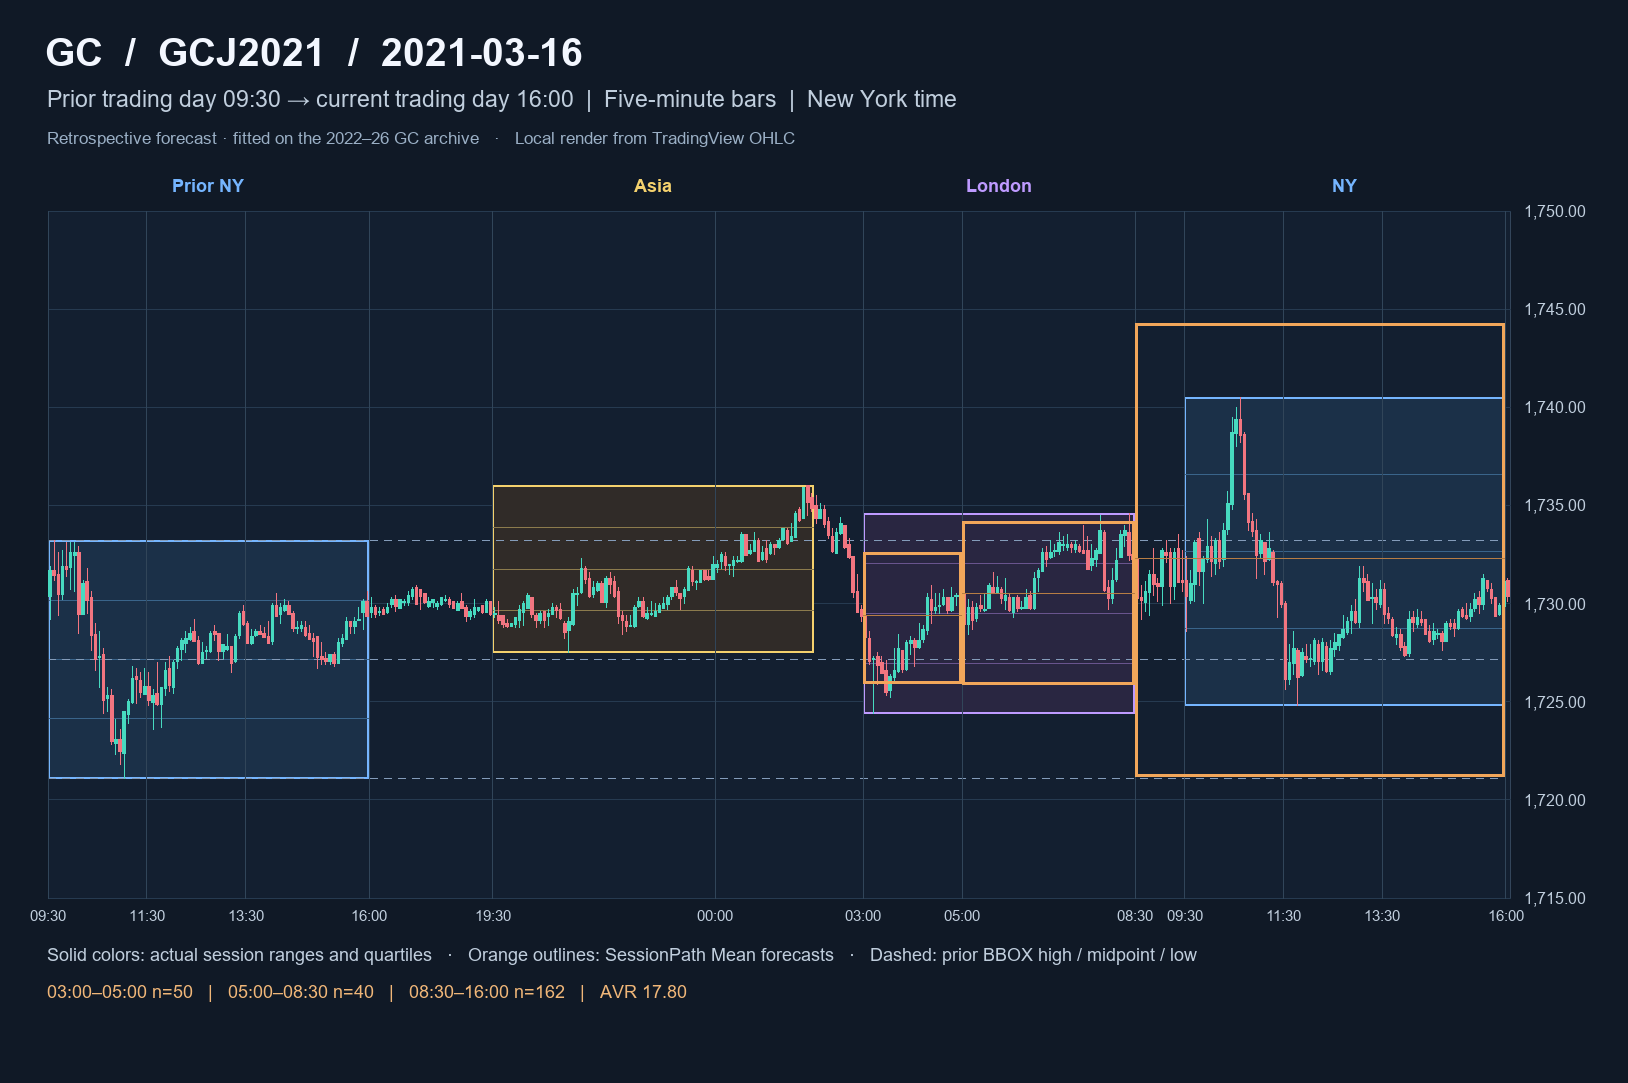 GC / GCJ2021 / 2021-03-16
Prior trading day 09:30 → current trading day 16:00 | Five-minute bars | New York time
Retrospective forecast · fitted on the 2022–26 GC archive · Local render from TradingView OHLC
Prior NY Asia London NY
1,750.00
1,745.00
1,740.00
1,735.00
1,730.00
1,725.00
1,720.00
1,715.00
09:30 11:30 13:30 16:00 19:30 00:00 03:00 05:00 08:30 09:30 11:30 13:30 16:00
Solid colors: actual session ranges and quartiles · Orange outlines: SessionPath Mean forecasts · Dashed: prior BBOX high / midpoint / low
03:00–05:00 n=50 | 05:00–08:30 n=40 | 08:30–16:00 n=162 | AVR 17.80